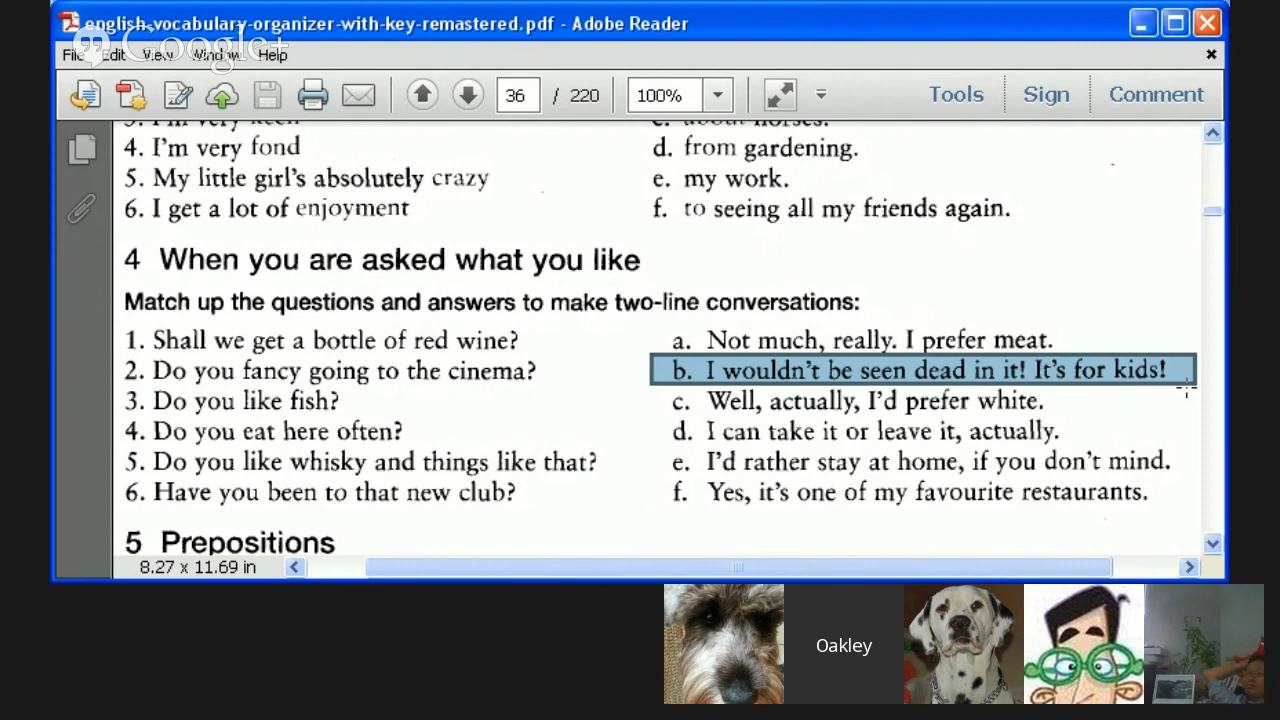 english-vocabulary-organizer-with-key-remastered.pdf - Adobe Reader
Google+
File Edit View Window Help
36 / 220 100% Tools Sign Comment
3. I'm very keen c. about horses.
4. I'm very fond d. from gardening.
5. My little girl's absolutely crazy e. my work.
6. I get a lot of enjoyment f. to seeing all my friends again.
4 When you are asked what you like
Match up the questions and answers to make two-line conversations:
1. Shall we get a bottle of red wine? a. Not much, really. I prefer meat.
2. Do you fancy going to the cinema? b. I wouldn't be seen dead in it! It's for kids!
3. Do you like fish? c. Well, actually, I'd prefer white.
4. Do you eat here often? d. I can take it or leave it, actually.
5. Do you like whisky and things like that? e. I'd rather stay at home, if you don't mind.
6. Have you been to that new club? f. Yes, it's one of my favourite restaurants.
5 Prepositions
8.27 x 11.69 in
Oakley